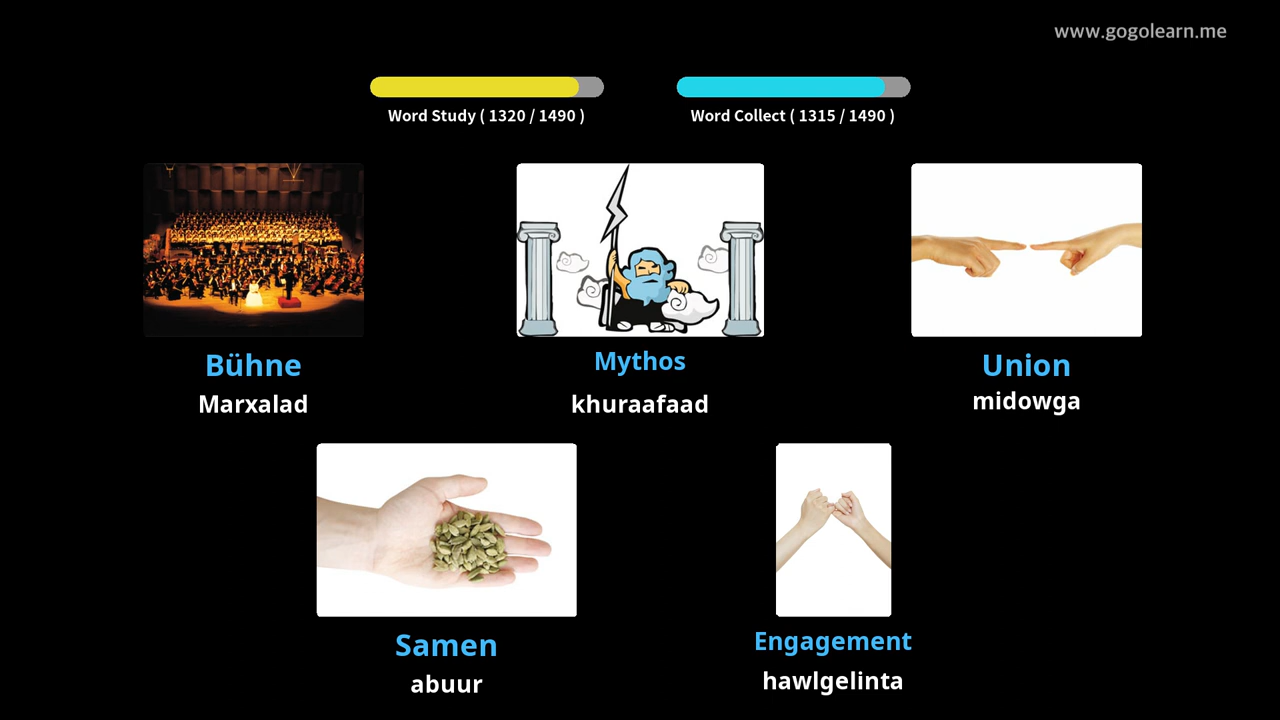 www.gogolearn.me
Word Study ( 1320 / 1490 )
Word Collect ( 1315 / 1490 )
Bühne
Marxalad
Mythos
khuraafaad
Union
midowga
Samen
abuur
Engagement
hawlgelinta